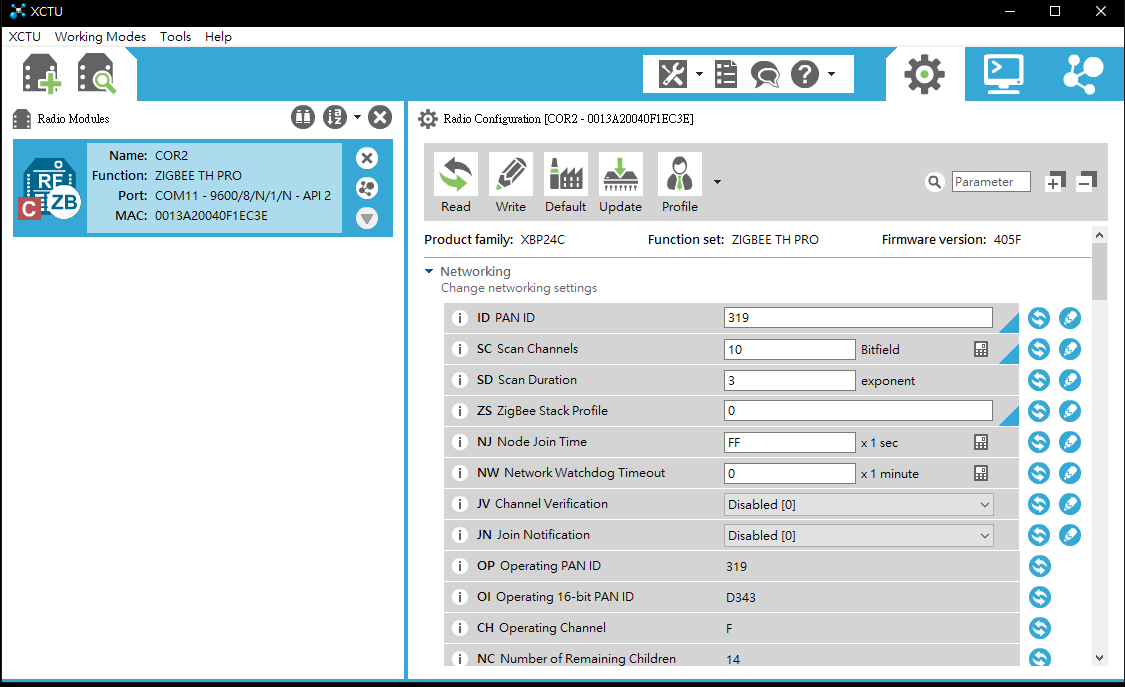 XCTU
XCTU Working Modes Tools Help
Radio Modules
Name: COR2
Function: ZIGBEE TH PRO
Port: COM11 - 9600/8/N/1/N - API 2
MAC: 0013A20040F1EC3E
RF
C
ZB
Radio Configuration [COR2 - 0013A20040F1EC3E]
Read Write Default Update Profile
Parameter
Product family: XBP24C Function set: ZIGBEE TH PRO Firmware version: 405F
Networking
Change networking settings
i ID PAN ID 319
i SC Scan Channels 10 Bitfield
i SD Scan Duration 3 exponent
i ZS ZigBee Stack Profile 0
i NJ Node Join Time FF x 1 sec
i NW Network Watchdog Timeout 0 x 1 minute
i JV Channel Verification Disabled [0]
i JN Join Notification Disabled [0]
i OP Operating PAN ID 319
i OI Operating 16-bit PAN ID D343
i CH Operating Channel F
i NC Number of Remaining Children 14